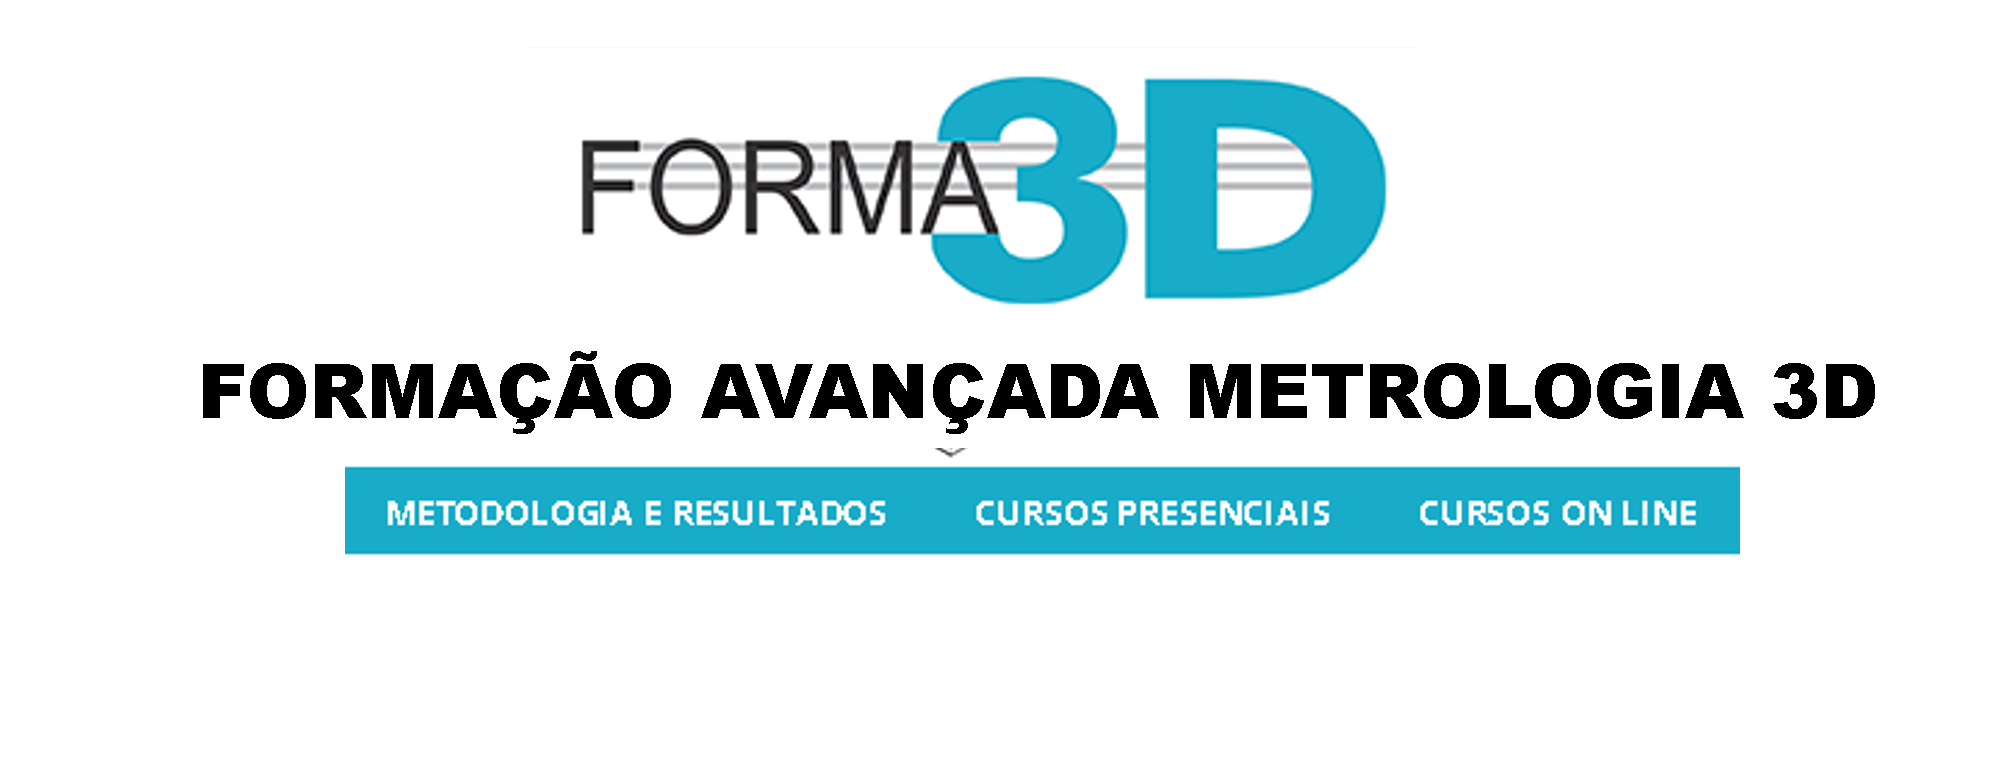 FORMA3D
FORMAÇÃO AVANÇADA METROLOGIA 3D
METODOLOGIA E RESULTADOS CURSOS PRESENCIAIS CURSOS ON LINE